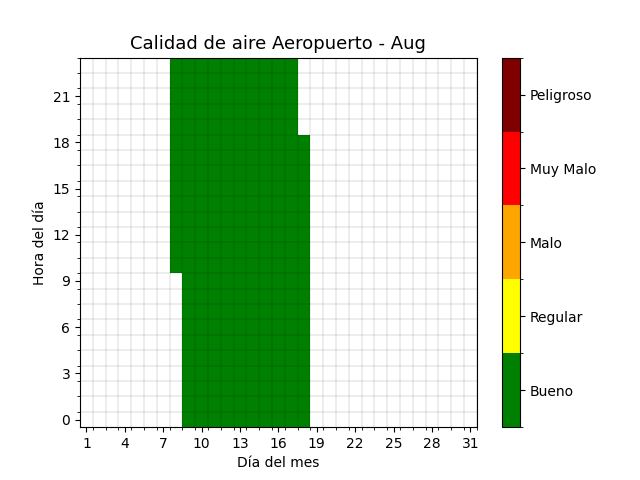 Calidad de aire Aeropuerto - Aug
21
18
15
12
9
6
3
0
Hora del día
1 4 7 10 13 16 19 22 25 28 31
Día del mes
Peligroso
Muy Malo
Malo
Regular
Bueno